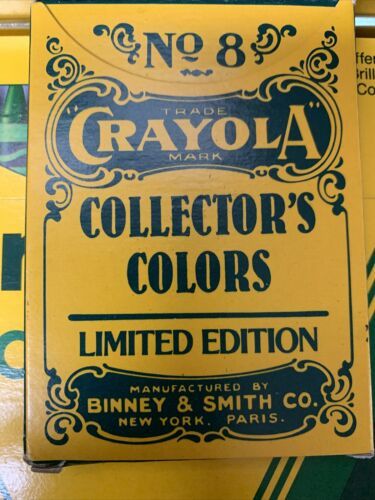 No 8
TRADE
"CRAYOLA"
MARK
COLLECTOR'S
COLORS
LIMITED EDITION
MANUFACTURED BY
BINNEY & SMITH CO.
NEW YORK. PARIS.